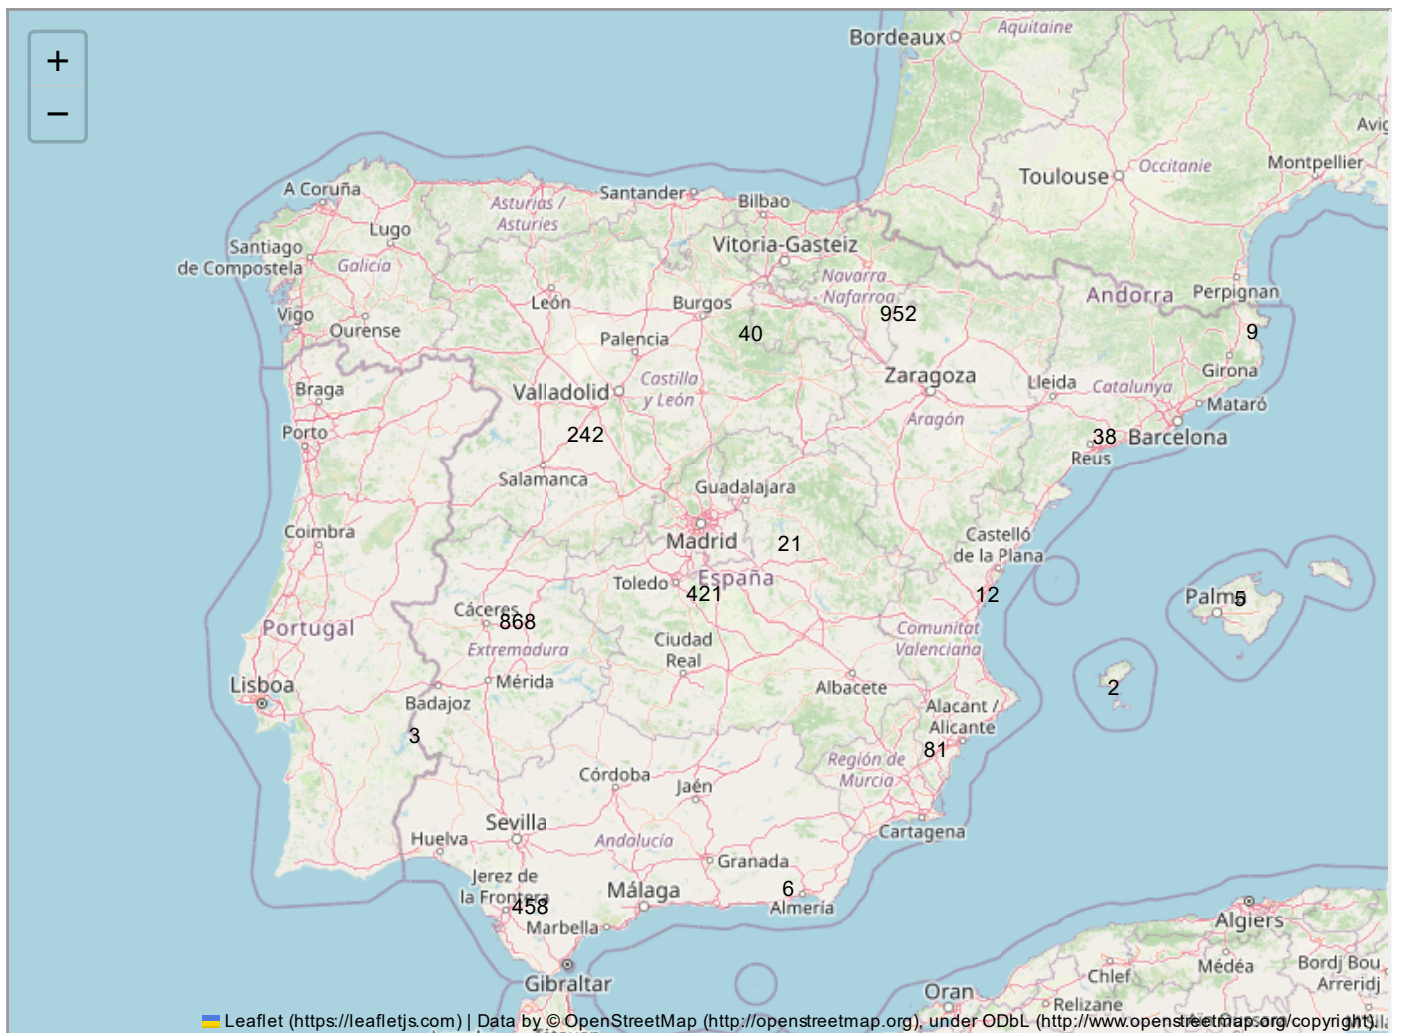 +
−
Bordeaux
Aquitaine
Avig
Montpellier
Occitanie
Toulouse
A Coruña
Santander
Bilbao
Asturias /
Asturies
Lugo
Vitoria-Gasteiz
Santiago
de Compostela
Galicia
Navarra
Nafarroa
Andorra
Perpignan
León
Burgos
952
Vigo
Ourense
40
9
Palencia
Girona
Zaragoza
Lleida
Catalunya
Braga
Valladolid
Castilla
y León
Mataró
Aragón
Porto
242
38
Barcelona
Reus
Salamanca
Guadalajara
Coimbra
Madrid
21
Castelló
de la Plana
Toledo
España
421
12
Palma
5
Cáceres
868
Portugal
Extremadura
Ciudad
Real
Comunitat
Valenciana
Lisboa
Mérida
Albacete
2
Badajoz
Alacant /
Alicante
3
81
Región de
Murcia
Córdoba
Jaén
Sevilla
Cartagena
Huelva
Andalucía
Granada
Jerez de
la Frontera
458
Málaga
6
Almería
Marbella
Algiers
Gibraltar
Chlef
Médéa
Bordj Bou
Arreridj
Oran
Relizane
Leaflet (https://leafletjs.com) | Data by © OpenStreetMap (http://openstreetmap.org), under ODbL (http://www.openstreetmap.org/copyright).